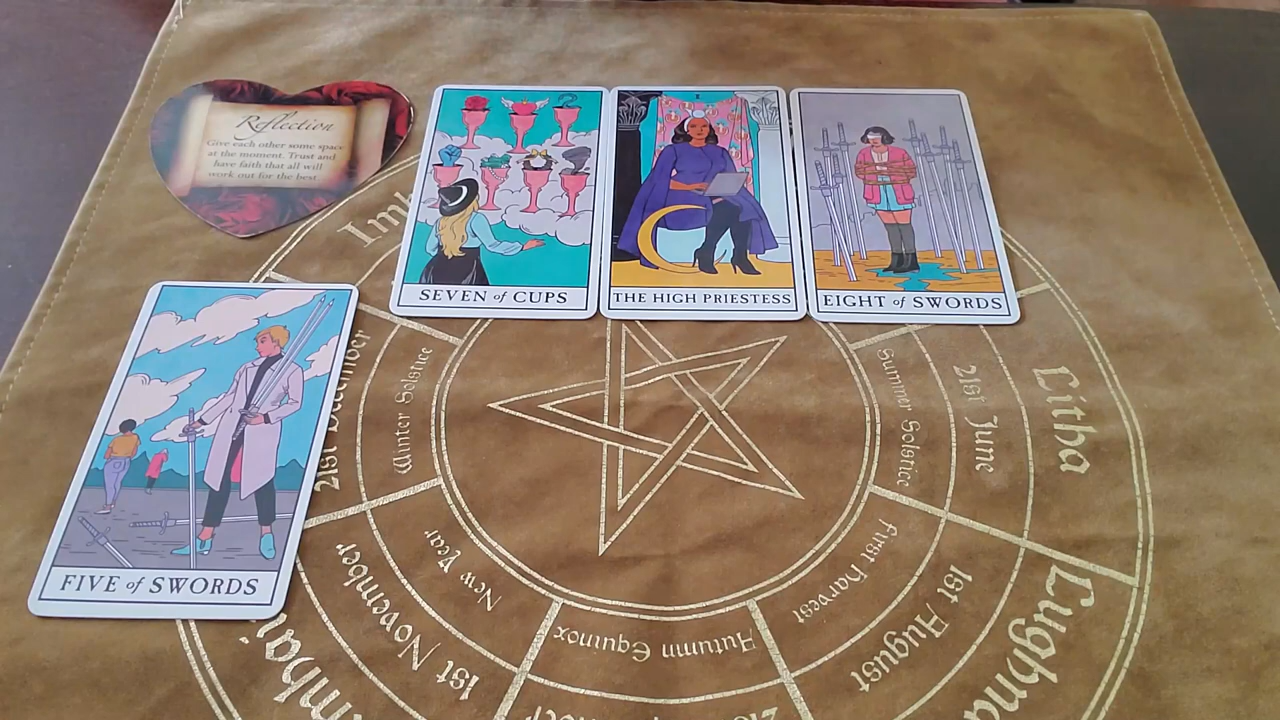 Reflection
Give each other some space
at the moment. Trust and
have faith that all will
work out for the best.
SEVEN of CUPS
THE HIGH PRIESTESS
EIGHT of SWORDS
FIVE of SWORDS
21st December
Winter Solstice
Summer Solstice
21st June
Litha
New Year
1st November
First Harvest
1st August
Autumn Equinox